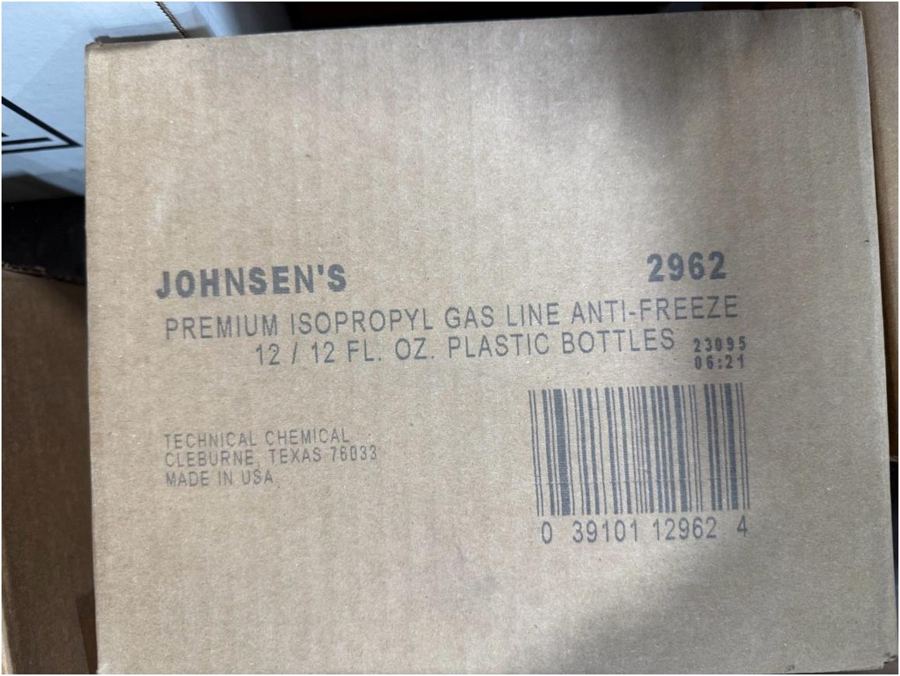 JOHNSEN'S 2962
PREMIUM ISOPROPYL GAS LINE ANTI-FREEZE
12 / 12 FL. OZ. PLASTIC BOTTLES
23095
06:21
TECHNICAL CHEMICAL
CLEBURNE, TEXAS 76033
MADE IN USA
0 39101 12962 4